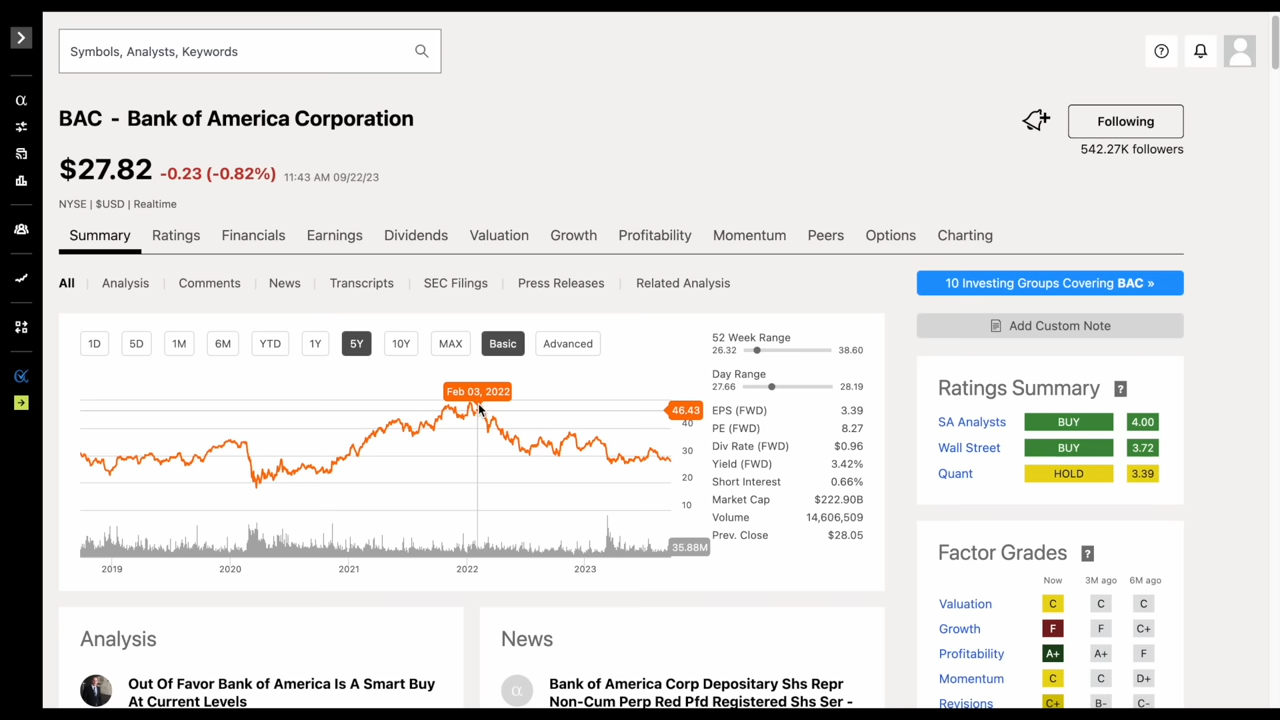 Symbols, Analysts, Keywords
BAC - Bank of America Corporation
Following
542.27K followers
$27.82 -0.23 (-0.82%) 11:43 AM 09/22/23
NYSE | $USD | Realtime
Summary Ratings Financials Earnings Dividends Valuation Growth Profitability Momentum Peers Options Charting
All Analysis Comments News Transcripts SEC Filings Press Releases Related Analysis
10 Investing Groups Covering BAC »
Add Custom Note
1D 5D 1M 6M YTD 1Y 5Y 10Y MAX Basic Advanced
Feb 03, 2022
46.43
40
30
20
10
35.88M
2019 2020 2021 2022 2023
52 Week Range
26.32 38.60
Day Range
27.66 28.19
EPS (FWD) 3.39
PE (FWD) 8.27
Div Rate (FWD) $0.96
Yield (FWD) 3.42%
Short Interest 0.66%
Market Cap $222.90B
Volume 14,606,509
Prev. Close $28.05
Ratings Summary ?
SA Analysts BUY 4.00
Wall Street BUY 3.72
Quant HOLD 3.39
Factor Grades ?
Now 3M ago 6M ago
Valuation C C C
Growth F F C+
Profitability A+ A+ F
Momentum C C D+
Revisions C+ B- C-
Analysis
Out Of Favor Bank of America Is A Smart Buy
At Current Levels
News
α
Bank of America Corp Depositary Shs Repr
Non-Cum Perp Red Pfd Registered Shs Ser -